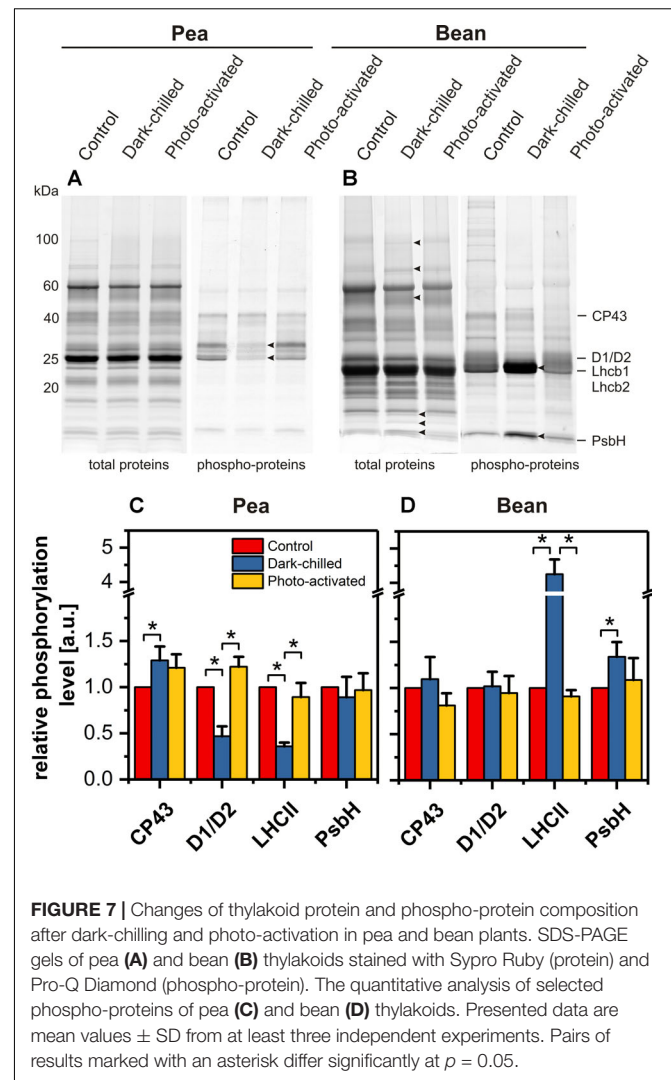 Pea Bean
Control Dark-chilled Photo-activated Control Dark-chilled Photo-activated Control Dark-chilled Photo-activated Control Dark-chilled Photo-activated
A B
kDa
100
60
40
25
20
CP43
D1/D2
Lhcb1
Lhcb2
PsbH
total proteins phospho-proteins total proteins phospho-proteins
C Pea D Bean
relative phosphorylation
level [a.u.]
5
4
1.5
1.0
0.5
0.0
Control
Dark-chilled
Photo-activated
* * * * * * * *
CP43 D1/D2 LHCII PsbH CP43 D1/D2 LHCII PsbH
FIGURE 7 | Changes of thylakoid protein and phospho-protein composition
after dark-chilling and photo-activation in pea and bean plants. SDS-PAGE
gels of pea (A) and bean (B) thylakoids stained with Sypro Ruby (protein) and
Pro-Q Diamond (phospho-protein). The quantitative analysis of selected
phospho-proteins of pea (C) and bean (D) thylakoids. Presented data are
mean values ± SD from at least three independent experiments. Pairs of
results marked with an asterisk differ significantly at p = 0.05.